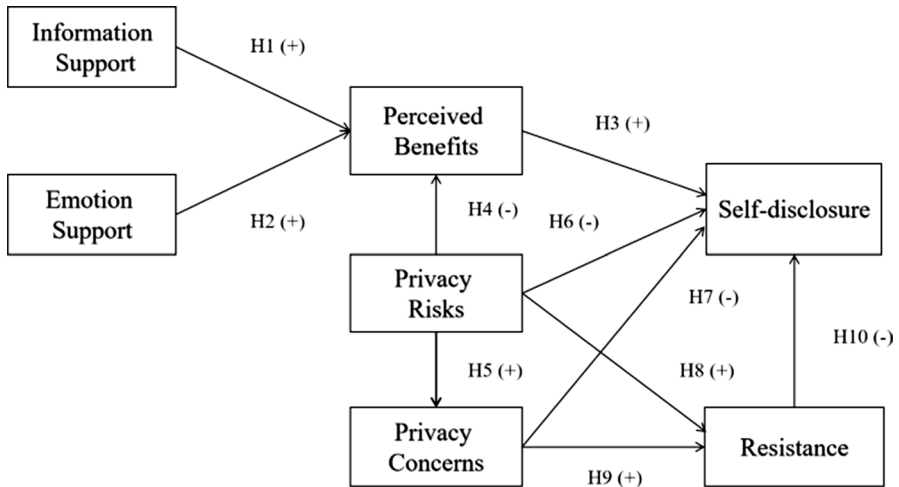 Information
Support
H1 (+)
Perceived
Benefits
H3 (+)
Emotion
Support
H2 (+)
H4 (-)
H6 (-)
Self-disclosure
Privacy
Risks
H7 (-)
H10 (-)
H5 (+)
H8 (+)
Privacy
Concerns
Resistance
H9 (+)